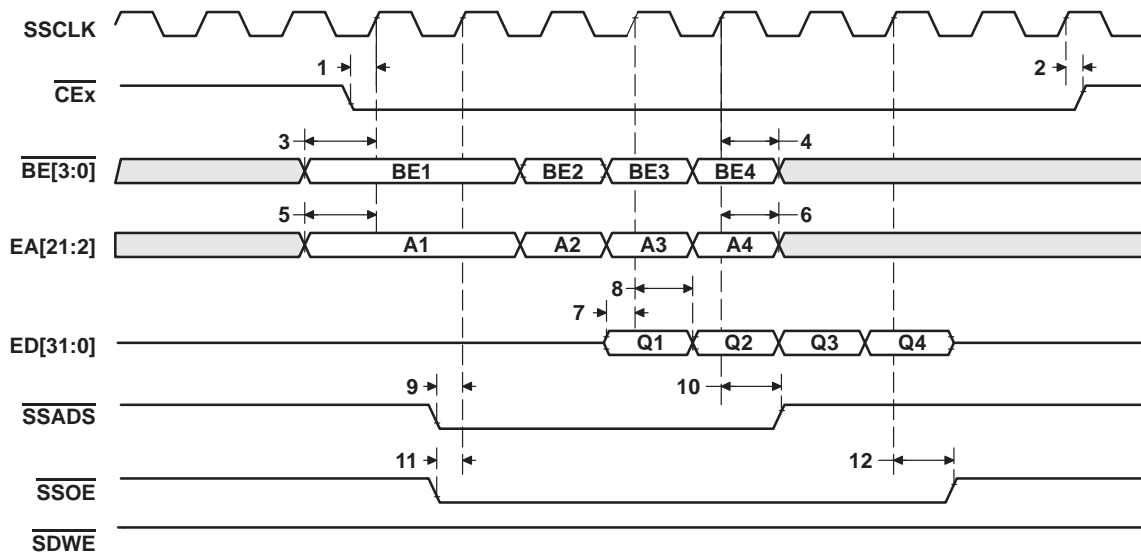 SSCLK
1
2
CEx
3
4
BE[3:0]
BE1
BE2
BE3
BE4
5
6
EA[21:2]
A1
A2
A3
A4
8
7
ED[31:0]
Q1
Q2
Q3
Q4
9
10
SSADS
11
12
SSOE
SDWE